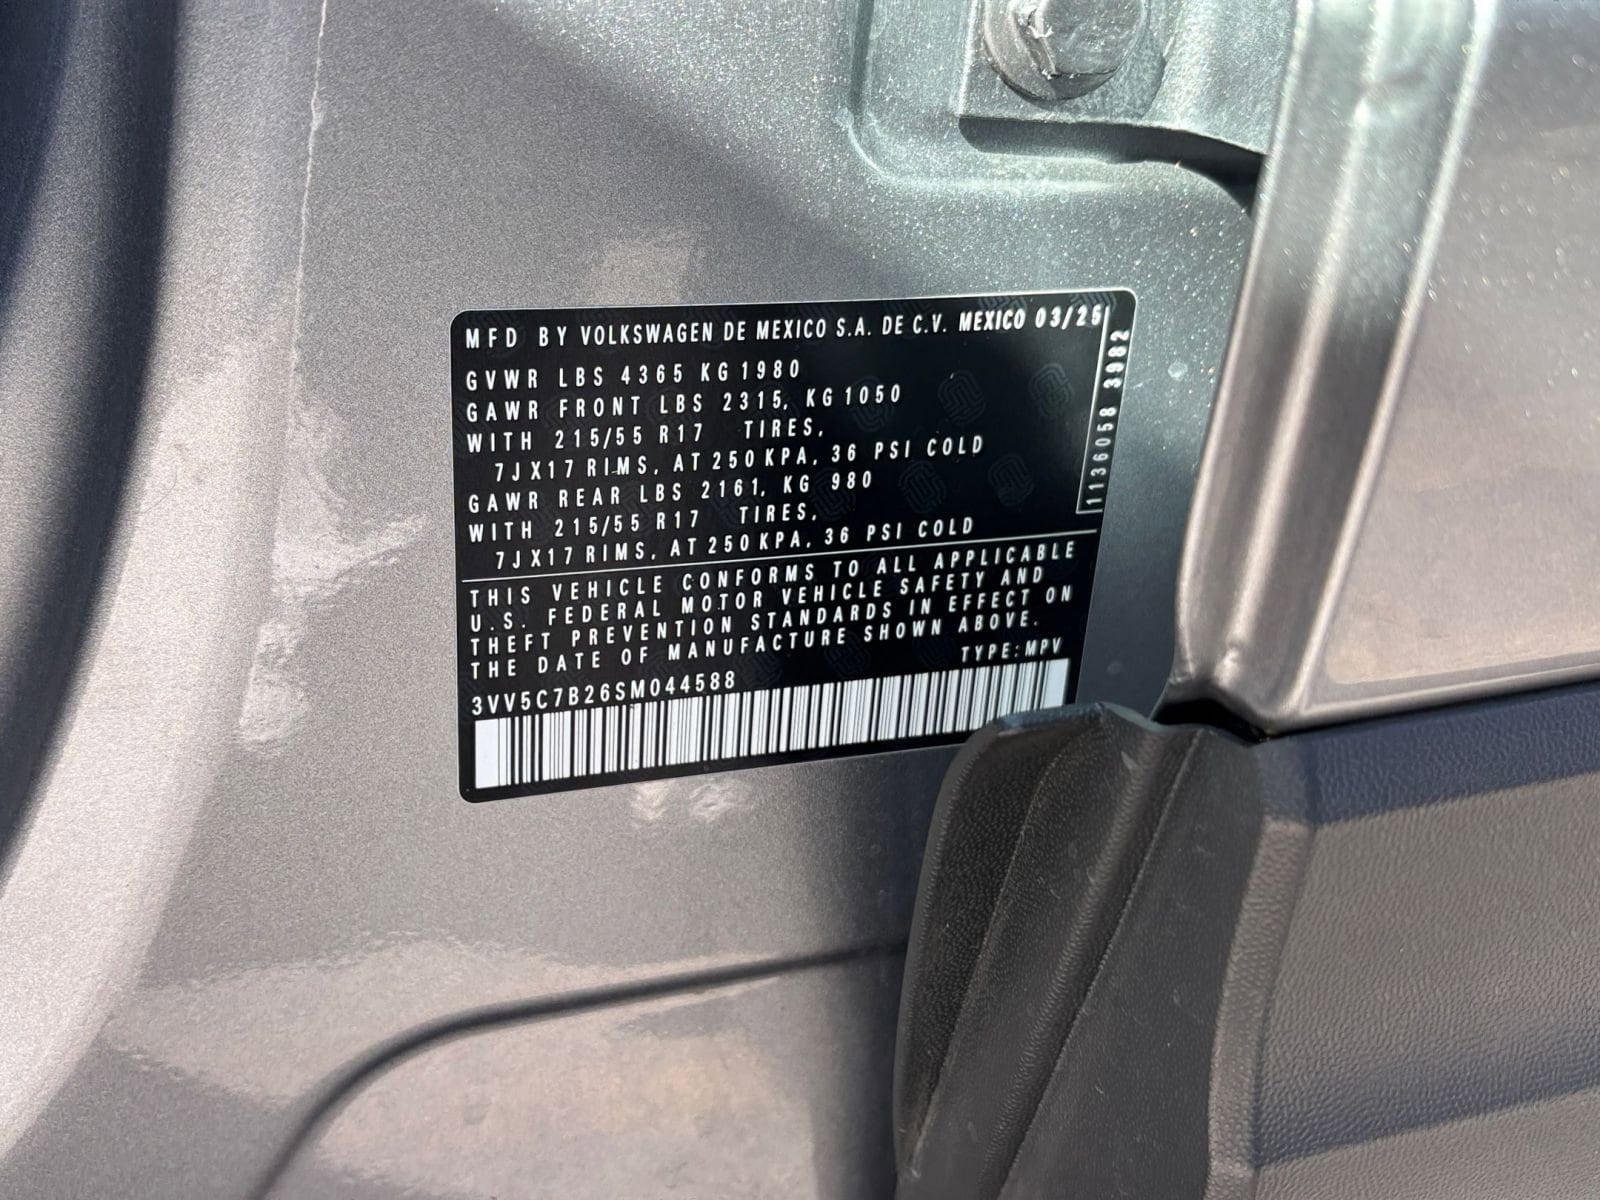 MFD BY VOLKSWAGEN DE MEXICO S.A. DE C.V. MEXICO 03/25
GVWR LBS 4365 KG 1980
GAWR FRONT LBS 2315, KG 1050
WITH 215/55 R17 TIRES,
7JX17 RIMS, AT 250 KPA, 36 PSI COLD
GAWR REAR LBS 2161, KG 980
WITH 215/55 R17 TIRES,
7JX17 RIMS, AT 250 KPA, 36 PSI COLD
THIS VEHICLE CONFORMS TO ALL APPLICABLE
U.S. FEDERAL MOTOR VEHICLE SAFETY AND
THEFT PREVENTION STANDARDS IN EFFECT ON
THE DATE OF MANUFACTURE SHOWN ABOVE.
TYPE: MPV
3VV5C7B26SM044588
1136058 3982